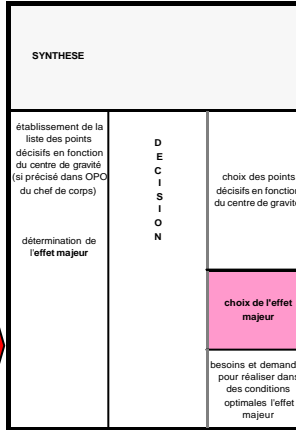 SYNTHESE
établissement de la
liste des points
décisifs en fonction
du centre de gravité
(si précisé dans OPO
du chef de corps)
détermination de
l'effet majeur
D
E
C
I
S
I
O
N
choix des points
décisifs en fonction
du centre de gravité
choix de l'effet
majeur
besoins et demand
pour réaliser dans
des conditions
optimales l'effet
majeur